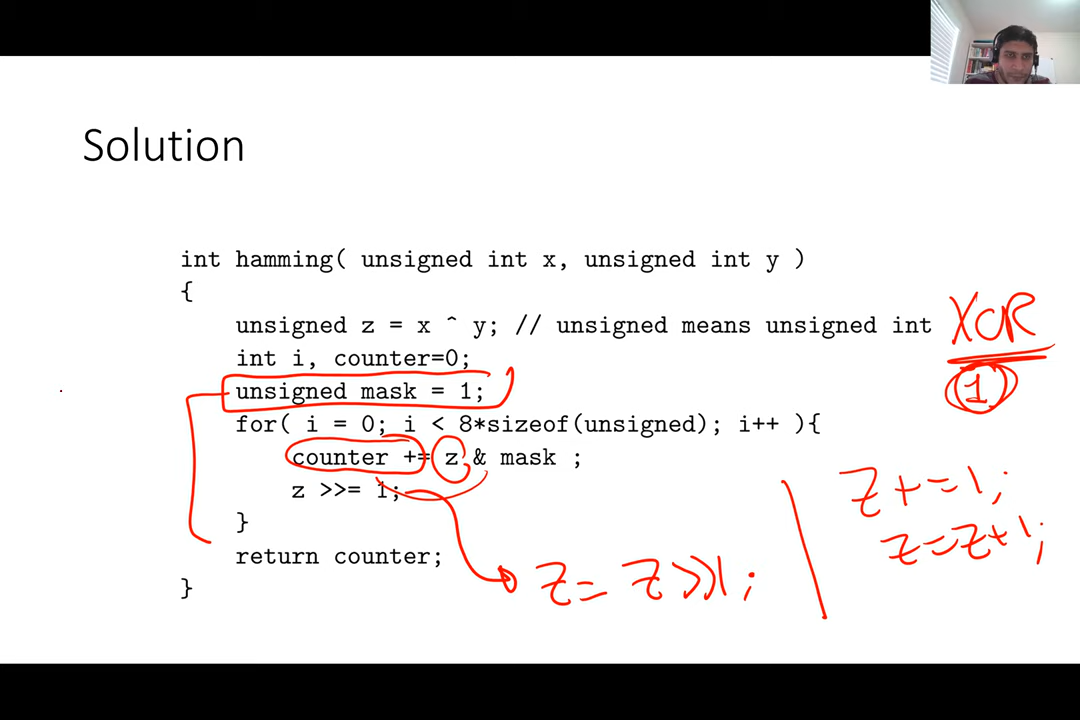 Solution
int hamming( unsigned int x, unsigned int y )
{
unsigned z = x ^ y; // unsigned means unsigned int
int i, counter=0;
unsigned mask = 1;
for( i = 0; i < 8*sizeof(unsigned); i++ ){
counter += z & mask ;
z >>= 1;
}
return counter;
}
XOR
1
z+=1;
z=z+1;
z= z>>1;